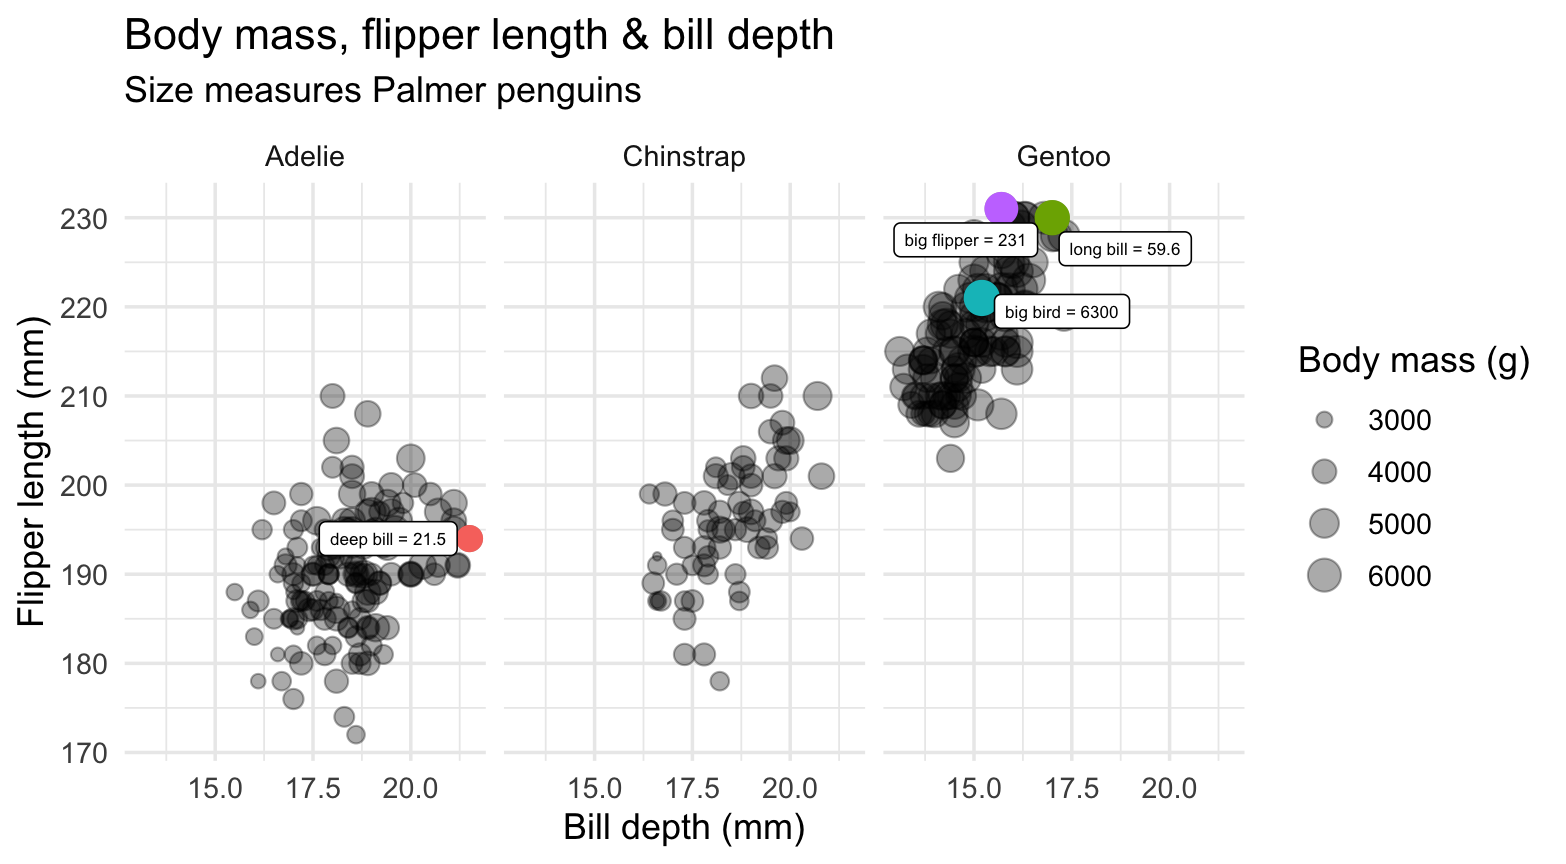 Body mass, flipper length & bill depth
Size measures Palmer penguins
Adelie
Chinstrap
Gentoo
230
220
210
200
190
180
170
Flipper length (mm)
big flipper = 231
long bill = 59.6
big bird = 6300
deep bill = 21.5
15.0 17.5 20.0
15.0 17.5 20.0
15.0 17.5 20.0
Bill depth (mm)
Body mass (g)
3000
4000
5000
6000